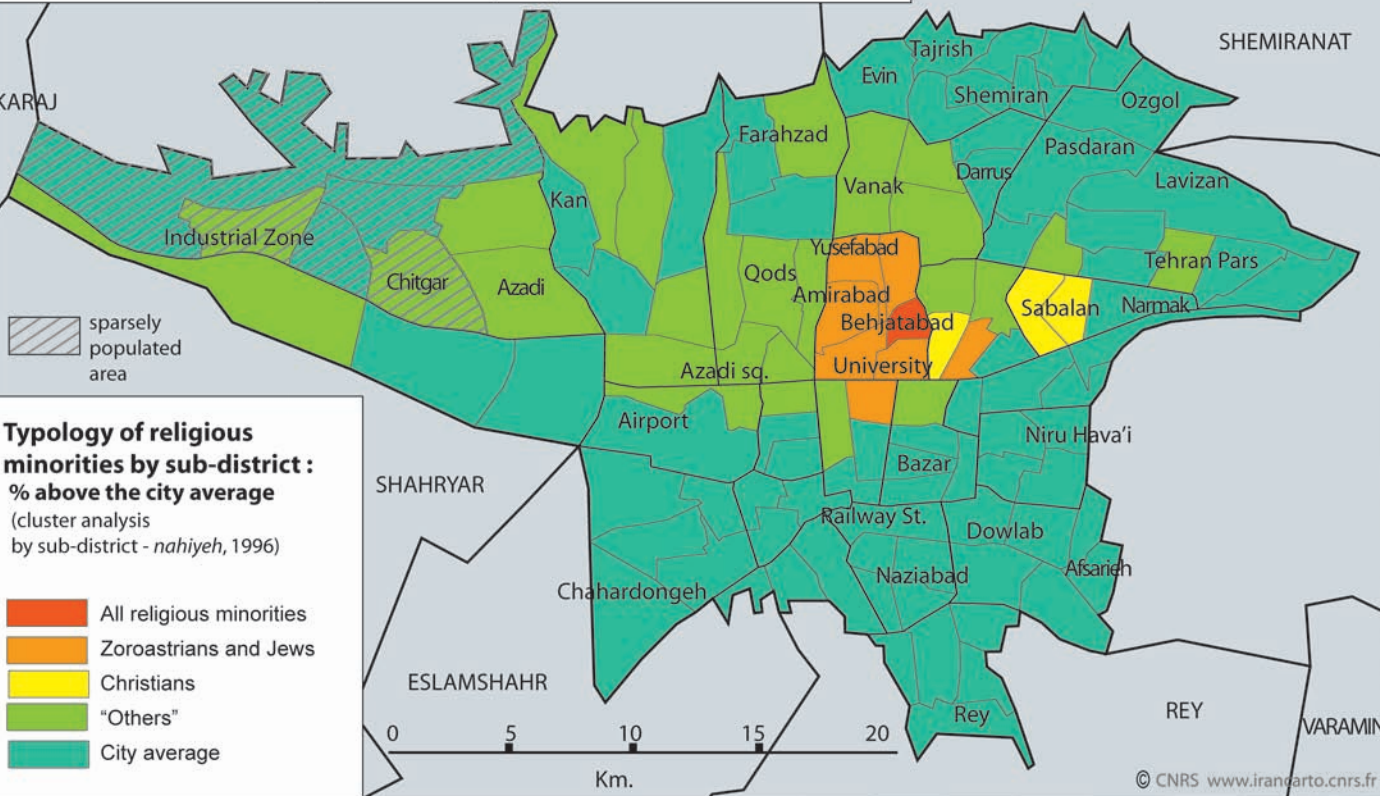 SHEMIRANAT
KARAJ
Tajrish
Evin
Shemiran
Ozgol
Farahzad
Pasdaran
Darrus
Vanak
Lavizan
Kan
Industrial Zone
Yusefabad
Tehran Pars
Qods
Chitgar
Azadi
Amirabad
Sabalan
Narmak
Behjatabad
sparsely
populated
area
University
Azadi sq.
Airport
Niru Hava'i
Bazar
Typology of religious
minorities by sub-district :
% above the city average
(cluster analysis
by sub-district - nahiyeh, 1996)
SHAHRYAR
Railway St.
Dowlab
Afsarieh
Naziabad
Chahardongeh
All religious minorities
Zoroastrians and Jews
Christians
“Others”
City average
ESLAMSHAHR
Rey
REY
VARAMIN
0 5 10 15 20
Km.
© CNRS www.irancarto.cnrs.fr